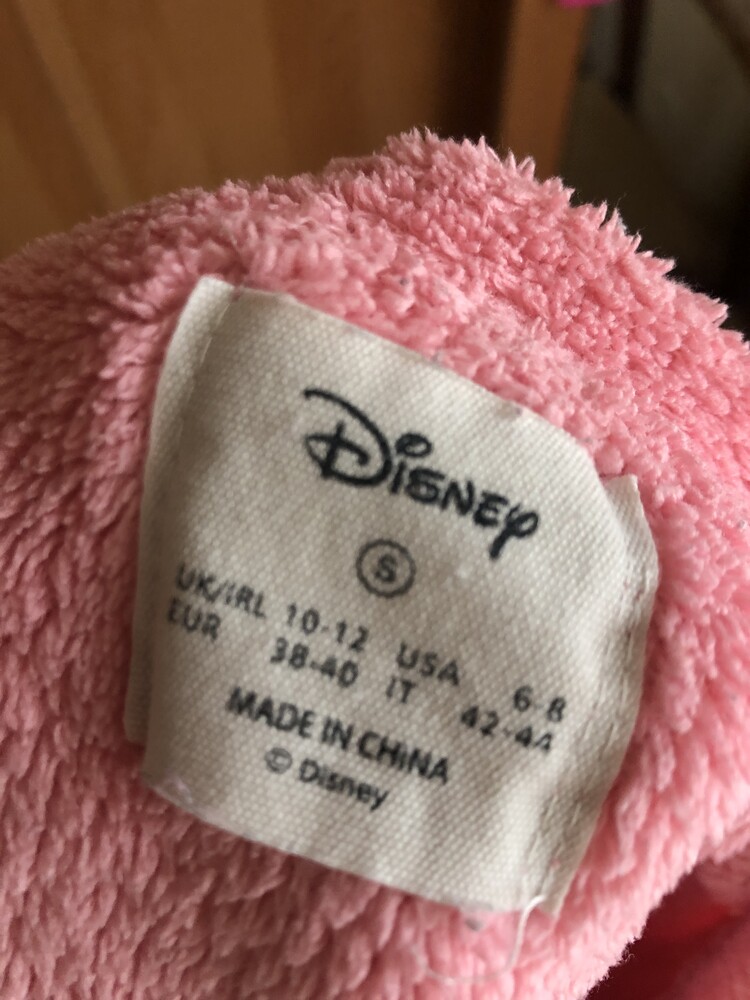 Disney
S
UK/IRL 10-12 USA 6-8
EUR 38-40 IT 42-44
MADE IN CHINA
© Disney